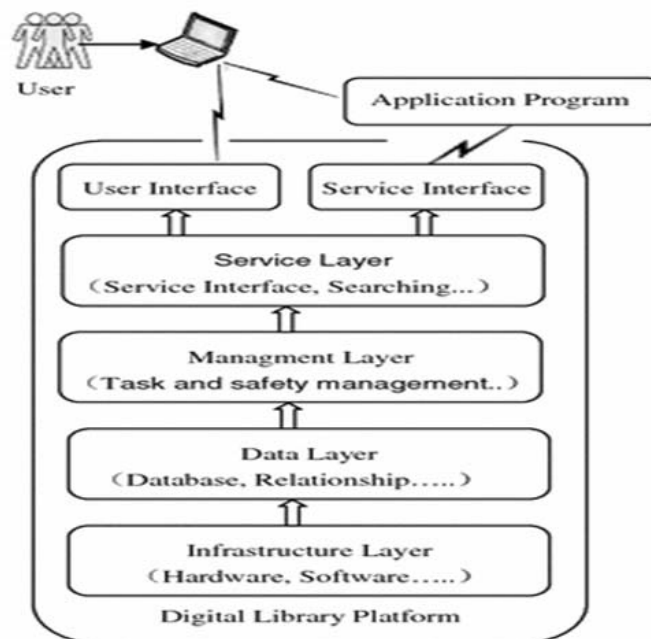 User
Application Program
User Interface
Service Interface
Service Layer
(Service Interface, Searching...)
Managment Layer
(Task and safety management..)
Data Layer
(Database, Relationship.....)
Infrastructure Layer
(Hardware, Software.....)
Digital Library Platform